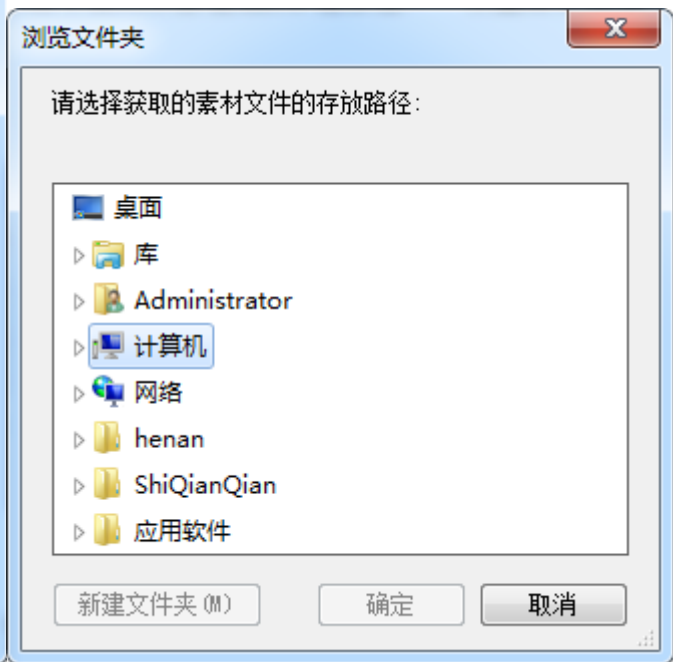 浏览文件夹
请选择获取的素材文件的存放路径:
桌面
库
Administrator
计算机
网络
henan
ShiQianQian
应用软件
新建文件夹(M) 确定 取消